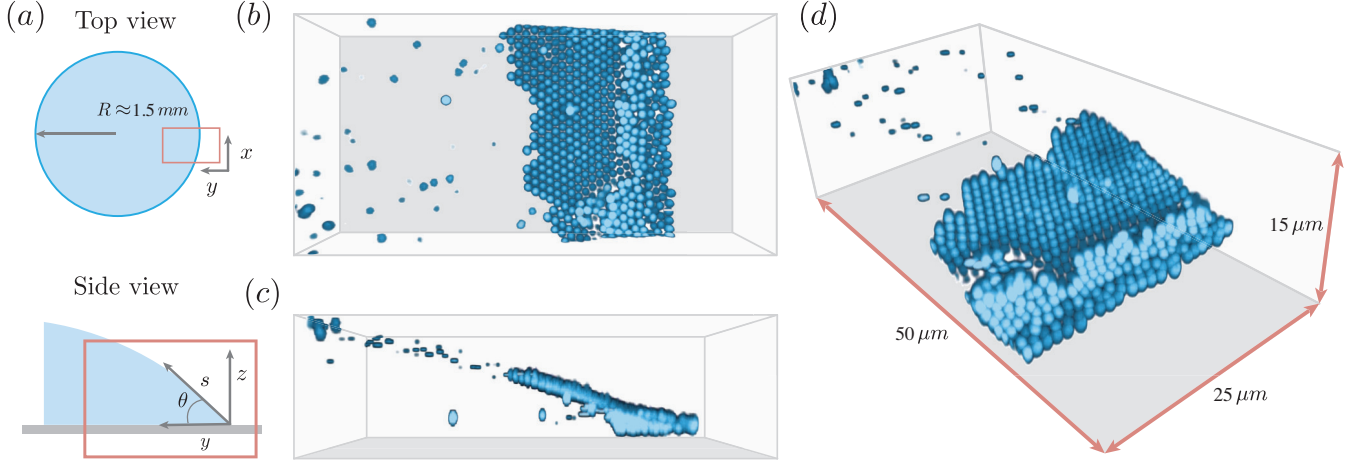 (a)
Top view
R ≈ 1.5 mm
x
y
Side view
s
z
θ
y
(b)
(c)
(d)
15 μm
50 μm
25 μm